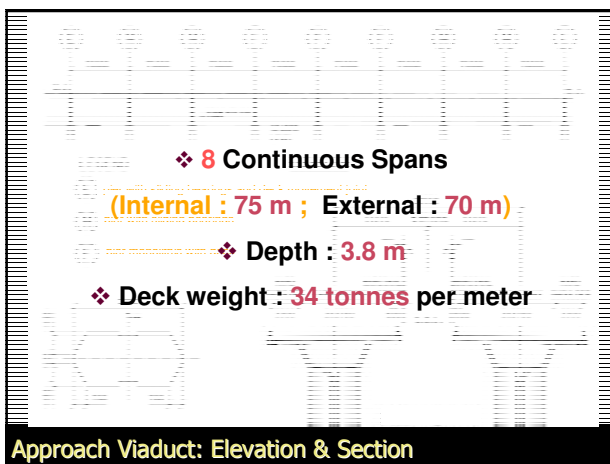 ❖ 8 Continuous Spans
(Internal : 75 m ; External : 70 m)
❖ Depth : 3.8 m
❖ Deck weight : 34 tonnes per meter
Approach Viaduct: Elevation & Section